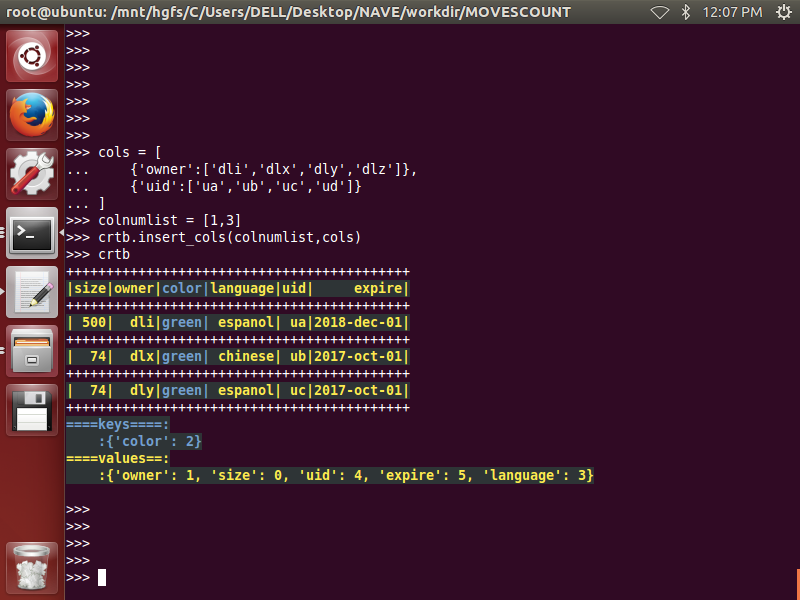 root@ubuntu: /mnt/hgfs/C/Users/DELL/Desktop/NAVE/workdir/MOVESCOUNT 12:07 PM
>>>
>>>
>>>
>>>
>>>
>>>
>>>
>>> cols = [
...     {'owner':['dli','dlx','dly','dlz']},
...     {'uid':['ua','ub','uc','ud']}
... ]
>>> colnumlist = [1,3]
>>> crtb.insert_cols(colnumlist,cols)
>>> crtb
+++++++++++++++++++++++++++++++++++++++++++
|size|owner|color|language|uid|     expire|
+++++++++++++++++++++++++++++++++++++++++++
| 500|  dli|green| espanol| ua|2018-dec-01|
+++++++++++++++++++++++++++++++++++++++++++
|  74|  dlx|green| chinese| ub|2017-oct-01|
+++++++++++++++++++++++++++++++++++++++++++
|  74|  dly|green| espanol| uc|2017-oct-01|
+++++++++++++++++++++++++++++++++++++++++++
====keys====:
    :{'color': 2}
====values==:
    :{'owner': 1, 'size': 0, 'uid': 4, 'expire': 5, 'language': 3}
>>>
>>>
>>>
>>>
>>>